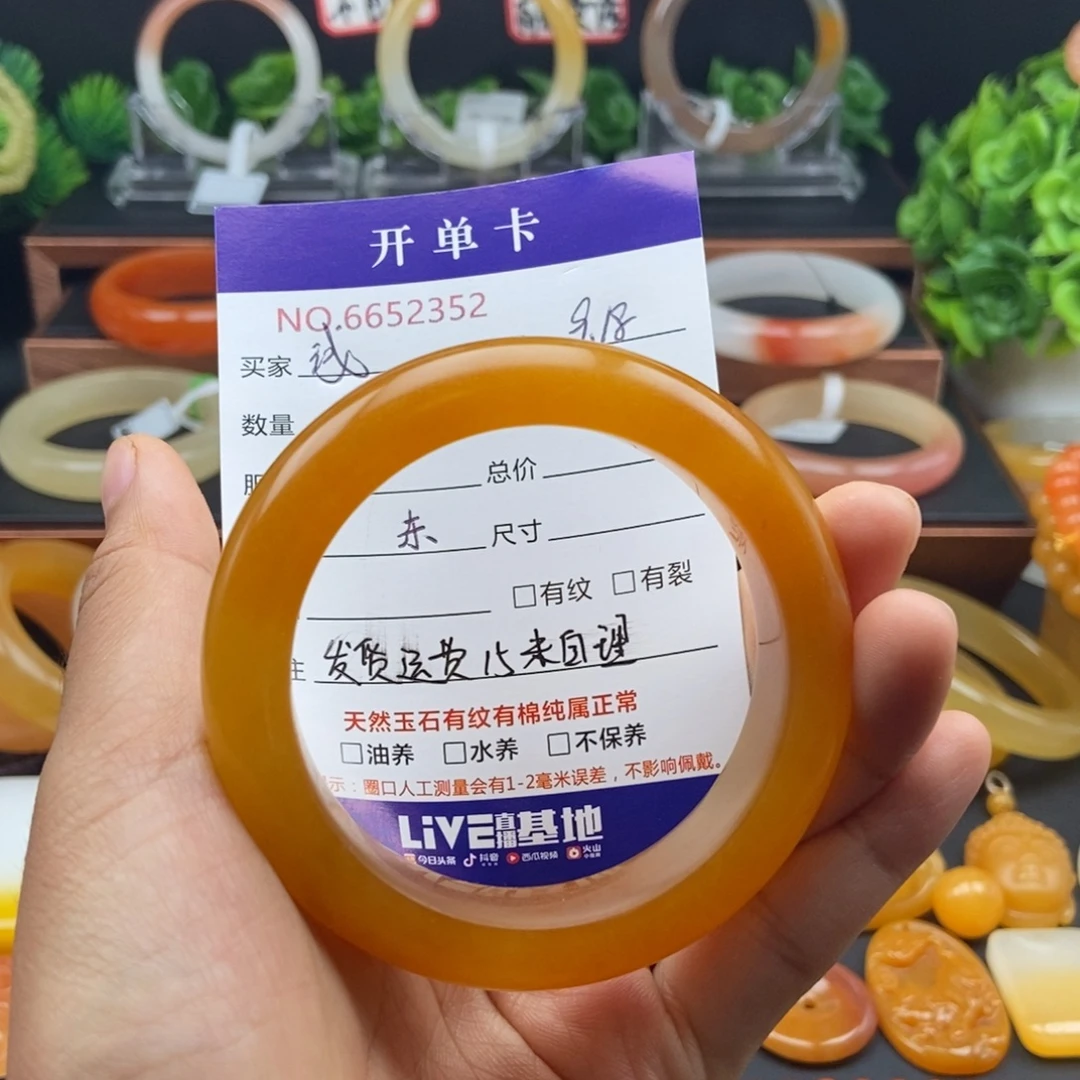 开单卡
NO.6652352
买家
数量
总价
东 尺寸
□有纹 □有裂
发货运费15未自理
天然玉石有纹有棉纯属正常
□油养 □水养 □不保养
示：圈口人工测量会有1-2毫米误差，不影响佩戴。
LiVE直播基地
今日头条 抖音 西瓜视频 火山